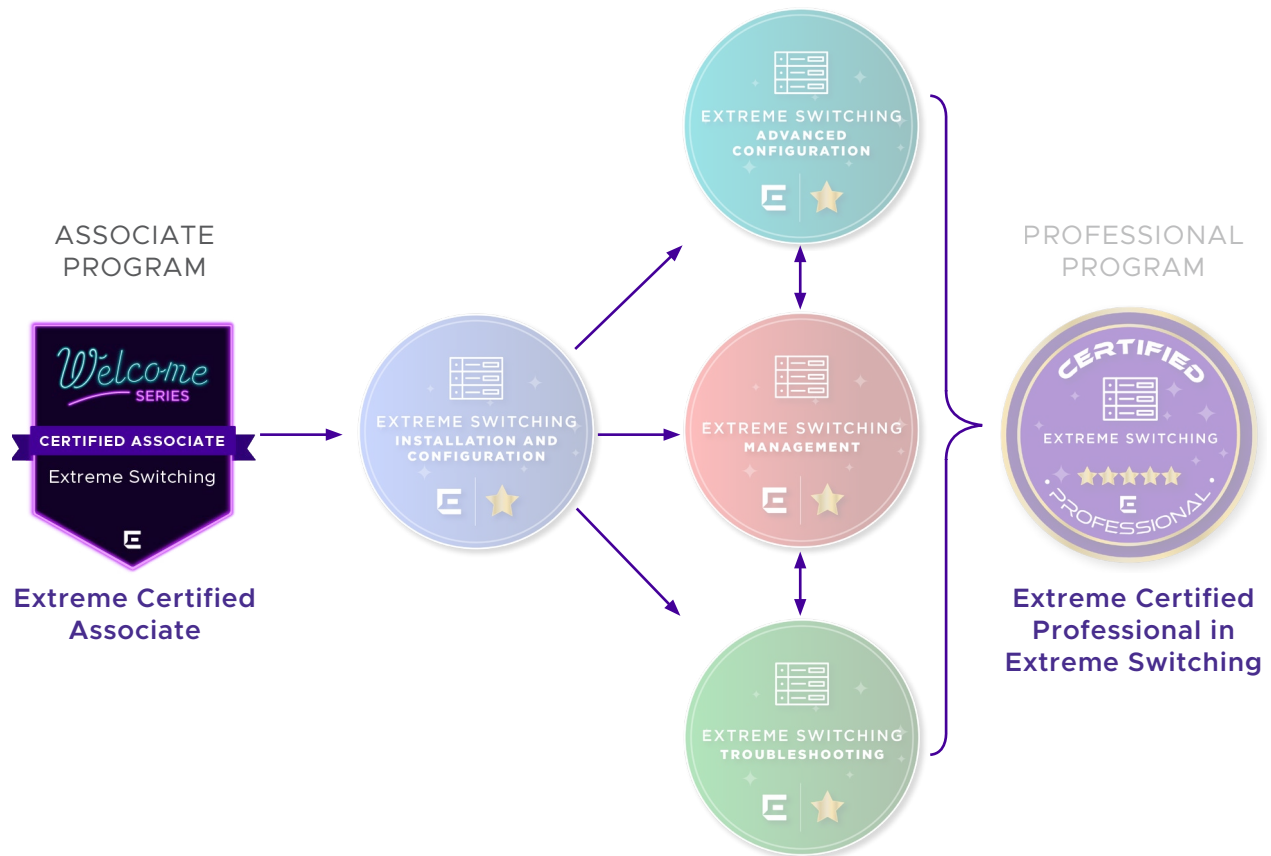 ASSOCIATE
PROGRAM
Welcome
SERIES
CERTIFIED ASSOCIATE
Extreme Switching
Extreme Certified
Associate
EXTREME SWITCHING
INSTALLATION AND
CONFIGURATION
EXTREME SWITCHING
ADVANCED
CONFIGURATION
EXTREME SWITCHING
MANAGEMENT
EXTREME SWITCHING
TROUBLESHOOTING
PROFESSIONAL
PROGRAM
CERTIFIED
EXTREME SWITCHING
PROFESSIONAL
Extreme Certified
Professional in
Extreme Switching